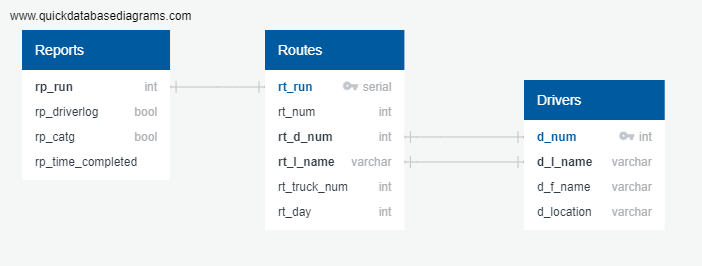 www.quickdatabasediagrams.com
Reports
rp_run int
rp_driverlog bool
rp_catg bool
rp_time_completed
Routes
rt_run serial
rt_num int
rt_d_num int
rt_l_name varchar
rt_truck_num int
rt_day int
Drivers
d_num int
d_l_name varchar
d_f_name varchar
d_location varchar